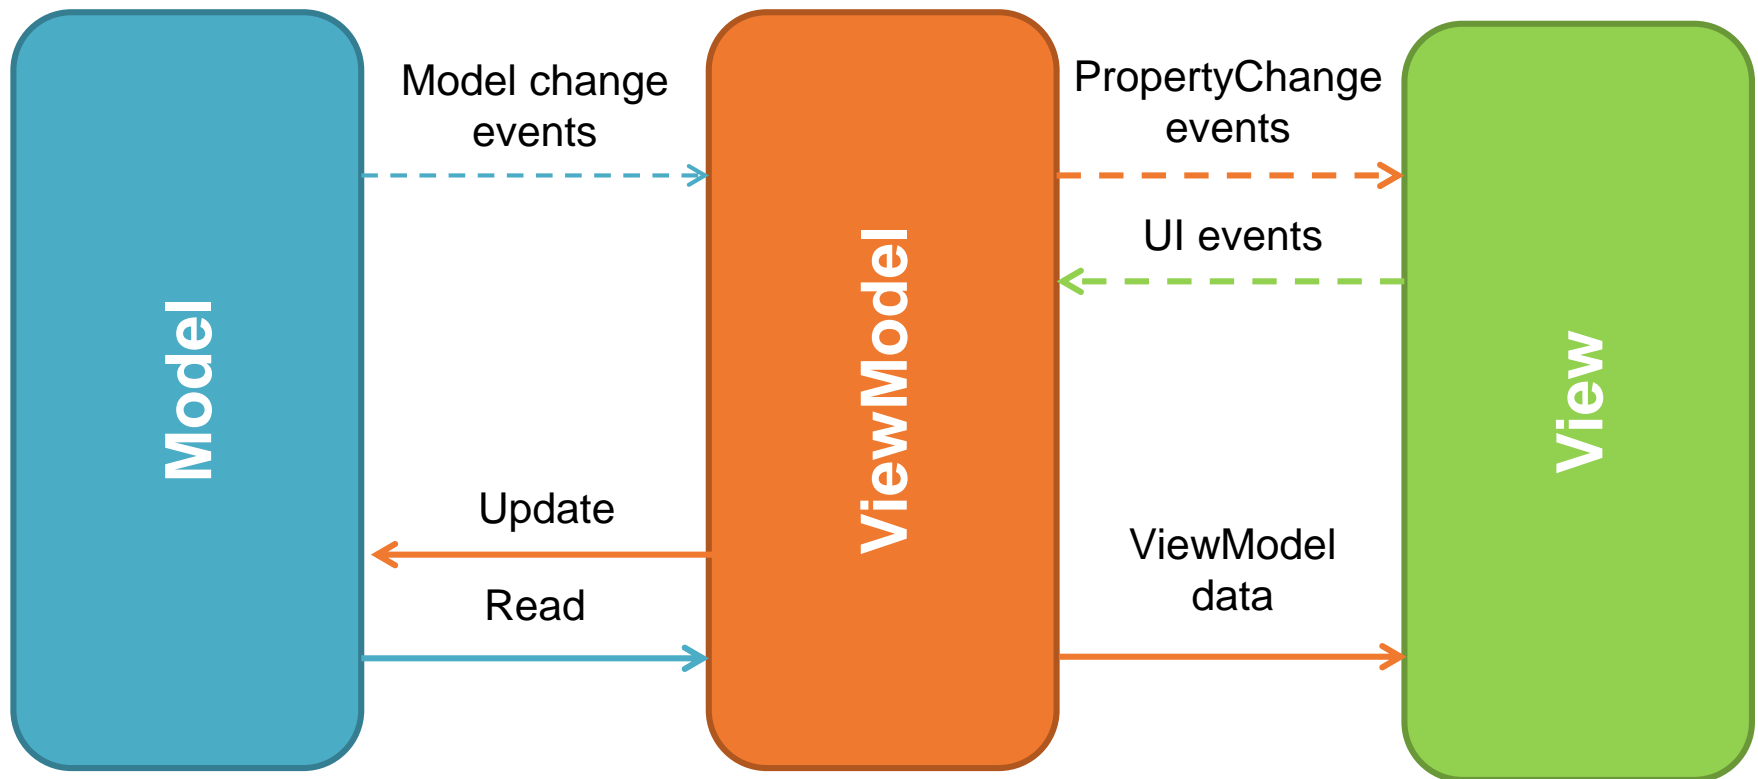 Model
Model change
events
Update
Read
ViewModel
PropertyChange
events
UI events
ViewModel
data
View